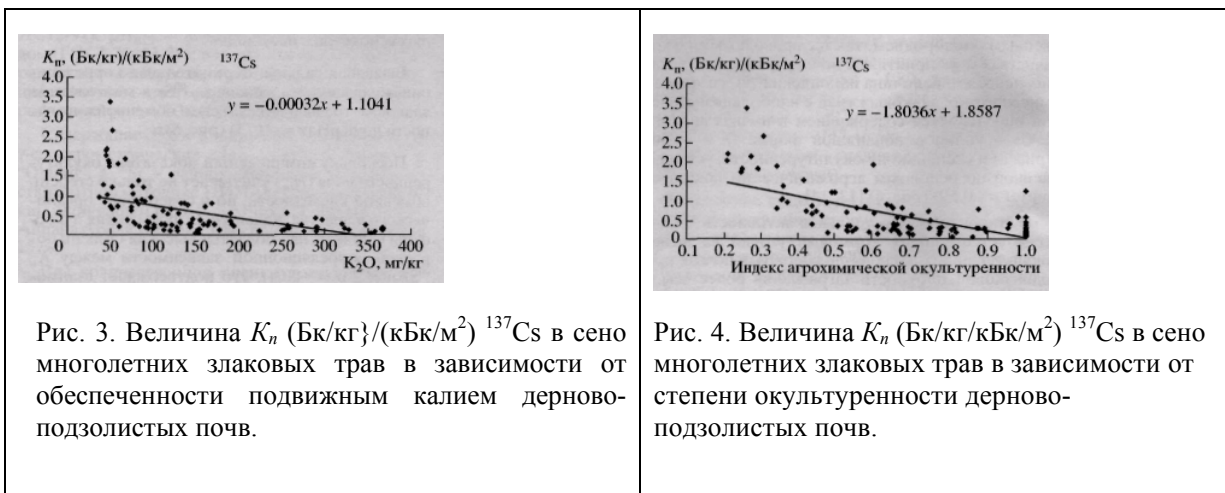 Kп, (Бк/кг)/(кБк/м²) ¹³⁷Cs
4.0
3.5
y = −0.00032x + 1.1041
3.0
2.5
2.0
1.5
1.0
0.5
0 50 100 150 200 250 300 350 400
K₂O, мг/кг
Рис. 3. Величина Kп (Бк/кг}/(кБк/м²) ¹³⁷Cs в сено
многолетних злаковых трав в зависимости от
обеспеченности подвижным калием дерново-
подзолистых почв.
Kп, (Бк/кг)/(кБк/м²) ¹³⁷Cs
4.0
3.5
y = −1.8036x + 1.8587
3.0
2.5
2.0
1.5
1.0
0.5
0
0.1 0.2 0.3 0.4 0.5 0.6 0.7 0.8 0.9 1.0
Индекс агрохимической окультуренности
Рис. 4. Величина Kп (Бк/кг/кБк/м²) ¹³⁷Cs в сено
многолетних злаковых трав в зависимости от
степени окультуренности дерново-
подзолистых почв.